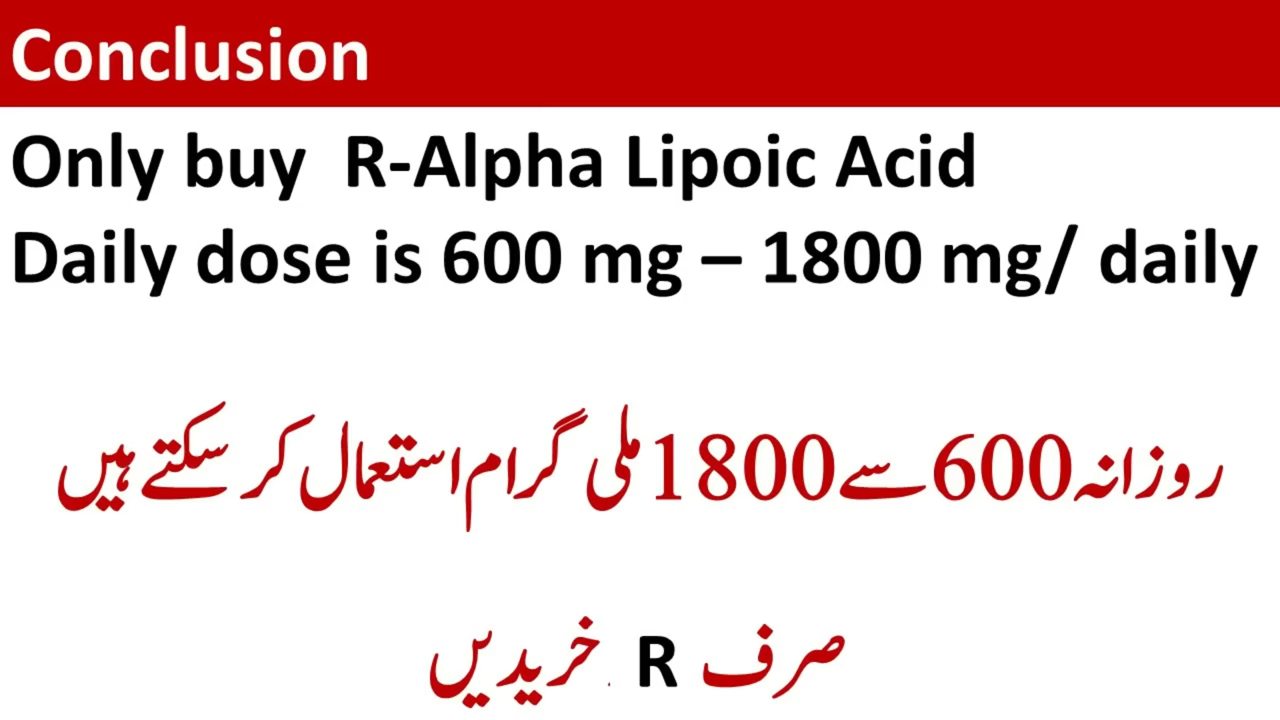 Conclusion
Only buy R-Alpha Lipoic Acid
Daily dose is 600 mg – 1800 mg/ daily
روزانہ 600 سے 1800 ملی گرام استعمال کر سکتے ہیں
صرف R خریدیں